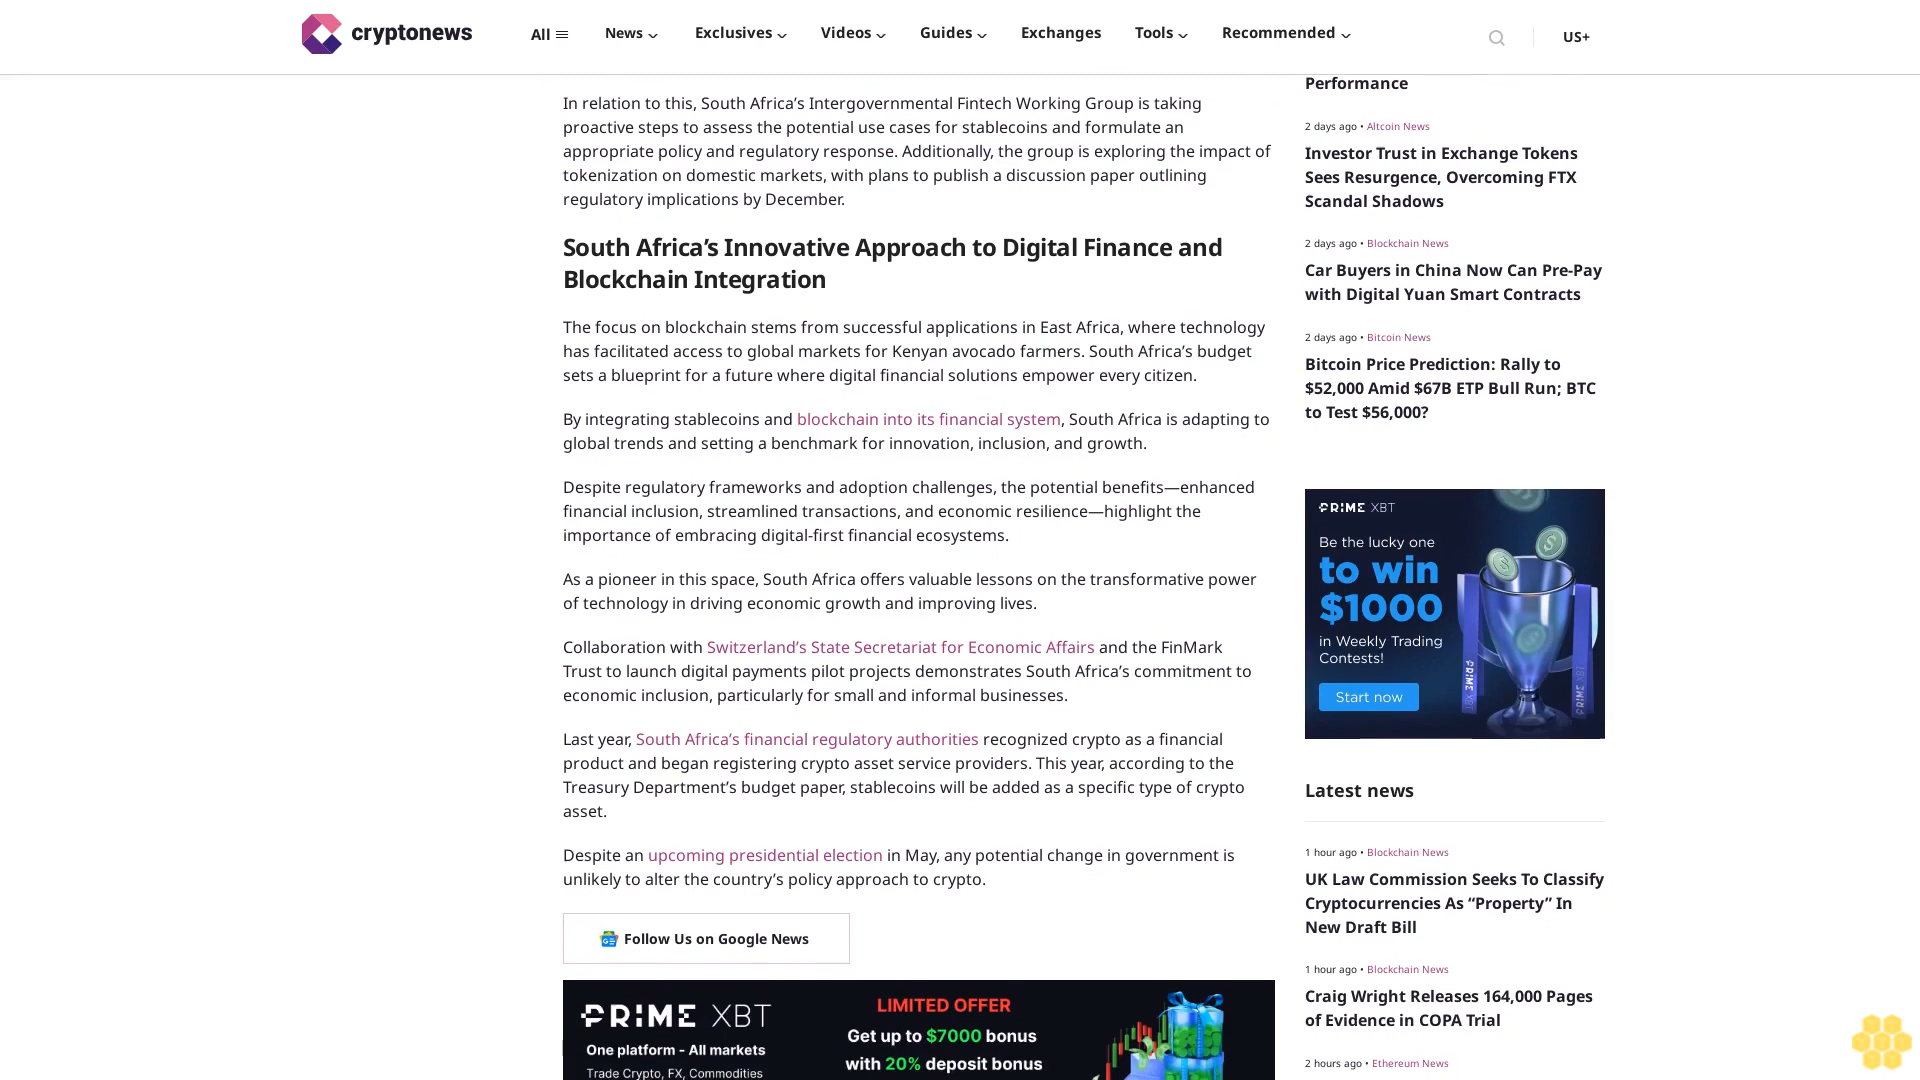 cryptonews
All
News
Exclusives
Videos
Guides
Exchanges
Tools
Recommended
US+
In relation to this, South Africa’s Intergovernmental Fintech Working Group is taking
proactive steps to assess the potential use cases for stablecoins and formulate an
appropriate policy and regulatory response. Additionally, the group is exploring the impact of
tokenization on domestic markets, with plans to publish a discussion paper outlining
regulatory implications by December.
South Africa’s Innovative Approach to Digital Finance and
Blockchain Integration
The focus on blockchain stems from successful applications in East Africa, where technology
has facilitated access to global markets for Kenyan avocado farmers. South Africa’s budget
sets a blueprint for a future where digital financial solutions empower every citizen.
By integrating stablecoins and blockchain into its financial system, South Africa is adapting to
global trends and setting a benchmark for innovation, inclusion, and growth.
Despite regulatory frameworks and adoption challenges, the potential benefits—enhanced
financial inclusion, streamlined transactions, and economic resilience—highlight the
importance of embracing digital-first financial ecosystems.
As a pioneer in this space, South Africa offers valuable lessons on the transformative power
of technology in driving economic growth and improving lives.
Collaboration with Switzerland’s State Secretariat for Economic Affairs and the FinMark
Trust to launch digital payments pilot projects demonstrates South Africa’s commitment to
economic inclusion, particularly for small and informal businesses.
Last year, South Africa’s financial regulatory authorities recognized crypto as a financial
product and began registering crypto asset service providers. This year, according to the
Treasury Department’s budget paper, stablecoins will be added as a specific type of crypto
asset.
Despite an upcoming presidential election in May, any potential change in government is
unlikely to alter the country’s policy approach to crypto.
Follow Us on Google News
PRIME XBT
One platform - All markets
Trade Crypto, FX, Commodities
LIMITED OFFER
Get up to $7000 bonus
with 20% deposit bonus
Performance
2 days ago • Altcoin News
Investor Trust in Exchange Tokens
Sees Resurgence, Overcoming FTX
Scandal Shadows
2 days ago • Blockchain News
Car Buyers in China Now Can Pre-Pay
with Digital Yuan Smart Contracts
2 days ago • Bitcoin News
Bitcoin Price Prediction: Rally to
$52,000 Amid $67B ETP Bull Run; BTC
to Test $56,000?
PRIME XBT
Be the lucky one
to win
$1000
in Weekly Trading
Contests!
Start now
PRIME XBT
PRIME XBT
Latest news
1 hour ago • Blockchain News
UK Law Commission Seeks To Classify
Cryptocurrencies As “Property” In
New Draft Bill
1 hour ago • Blockchain News
Craig Wright Releases 164,000 Pages
of Evidence in COPA Trial
2 hours ago • Ethereum News